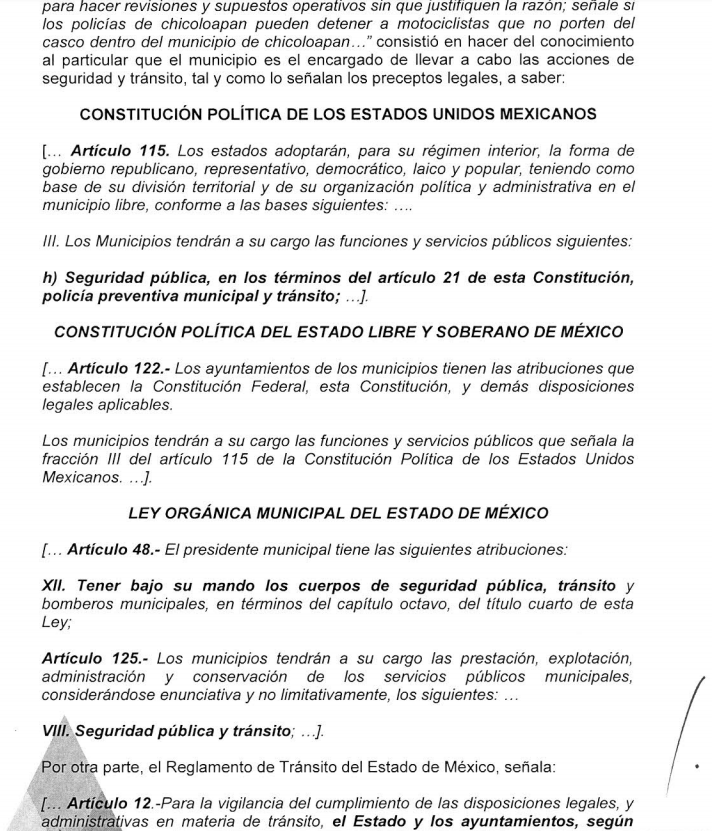 para hacer revisiones y supuestos operativos sin que justifiquen la razón; señale si
los policías de chicoloapan pueden detener a motociclistas que no porten del
casco dentro del municipio de chicoloapan…” consistió en hacer del conocimiento
al particular que el municipio es el encargado de llevar a cabo las acciones de
seguridad y tránsito, tal y como lo señalan los preceptos legales, a saber:
CONSTITUCIÓN POLÍTICA DE LOS ESTADOS UNIDOS MEXICANOS
[… Artículo 115. Los estados adoptarán, para su régimen interior, la forma de
gobierno republicano, representativo, democrático, laico y popular, teniendo como
base de su división territorial y de su organización política y administrativa en el
municipio libre, conforme a las bases siguientes: ….
III. Los Municipios tendrán a su cargo las funciones y servicios públicos siguientes:
h) Seguridad pública, en los términos del artículo 21 de esta Constitución,
policía preventiva municipal y tránsito; …].
CONSTITUCIÓN POLÍTICA DEL ESTADO LIBRE Y SOBERANO DE MÉXICO
[… Artículo 122.- Los ayuntamientos de los municipios tienen las atribuciones que
establecen la Constitución Federal, esta Constitución, y demás disposiciones
legales aplicables.
Los municipios tendrán a su cargo las funciones y servicios públicos que señala la
fracción III del artículo 115 de la Constitución Política de los Estados Unidos
Mexicanos. …].
LEY ORGÁNICA MUNICIPAL DEL ESTADO DE MÉXICO
[… Artículo 48.- El presidente municipal tiene las siguientes atribuciones:
XII. Tener bajo su mando los cuerpos de seguridad pública, tránsito y
bomberos municipales, en términos del capítulo octavo, del título cuarto de esta
Ley;
Artículo 125.- Los municipios tendrán a su cargo las prestación, explotación,
administración y conservación de los servicios públicos municipales,
considerándose enunciativa y no limitativamente, los siguientes: …
VIII. Seguridad pública y tránsito; …].
Por otra parte, el Reglamento de Tránsito del Estado de México, señala:
[… Artículo 12.-Para la vigilancia del cumplimiento de las disposiciones legales, y
administrativas en materia de tránsito, el Estado y los ayuntamientos, según